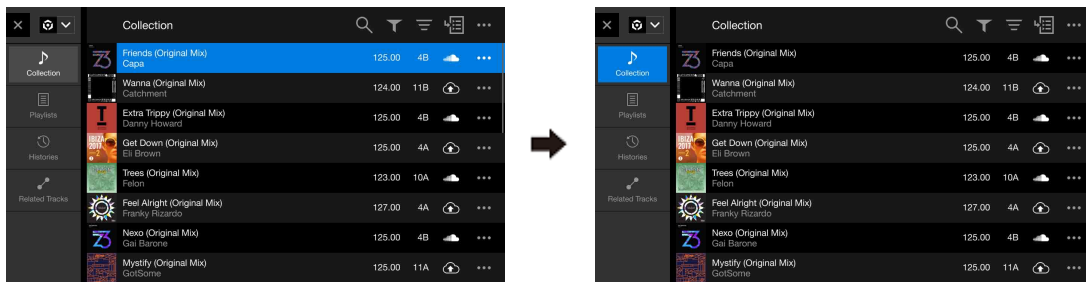 Collection
Collection
Playlists
Histories
Related Tracks
Friends (Original Mix) 125.00 4B
Capa
Wanna (Original Mix) 124.00 11B
Catchment
Extra Trippy (Original Mix) 125.00 4B
Danny Howard
Get Down (Original Mix) 125.00 4A
Eli Brown
Trees (Original Mix) 123.00 10A
Felon
Feel Alright (Original Mix) 127.00 4A
Franky Rizardo
Nexo (Original Mix) 125.00 4B
Gai Barone
Mystify (Original Mix) 125.00 11A
GotSome
Collection
Collection
Playlists
Histories
Related Tracks
Friends (Original Mix) 125.00 4B
Capa
Wanna (Original Mix) 124.00 11B
Catchment
Extra Trippy (Original Mix) 125.00 4B
Danny Howard
Get Down (Original Mix) 125.00 4A
Eli Brown
Trees (Original Mix) 123.00 10A
Felon
Feel Alright (Original Mix) 127.00 4A
Franky Rizardo
Nexo (Original Mix) 125.00 4B
Gai Barone
Mystify (Original Mix) 125.00 11A
GotSome